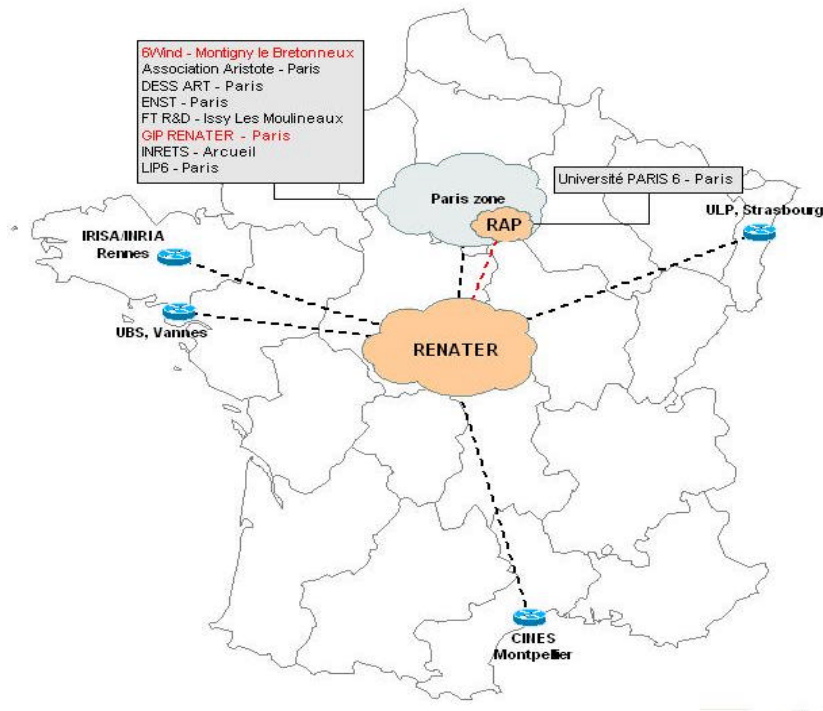 6Wind - Montigny le Bretonneux
Association Aristote - Paris
DESS ART - Paris
ENST - Paris
FT R&D - Issy Les Moulineaux
GIP RENATER - Paris
INRETS - Arcueil
LIP6 - Paris
Université PARIS 6 - Paris
Paris zone
RAP
ULP, Strasbourg
IRISA/INRIA
Rennes
UBS, Vannes
RENATER
CINES
Montpellier